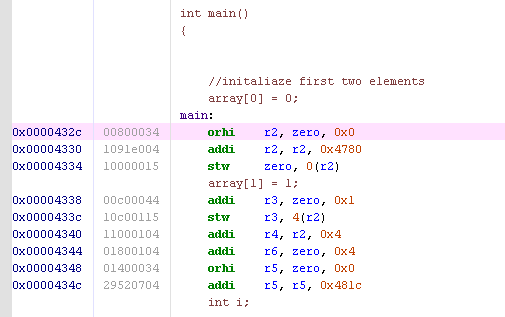 int main()
{
//initaliaze first two elements
array[0] = 0;
main:
0x0000432c 00800034 orhi r2, zero, 0x0
0x00004330 1091e004 addi r2, r2, 0x4780
0x00004334 10000015 stw zero, 0(r2)
array[1] = 1;
0x00004338 00c00044 addi r3, zero, 0x1
0x0000433c 10c00115 stw r3, 4(r2)
0x00004340 11000104 addi r4, r2, 0x4
0x00004344 01800104 addi r6, zero, 0x4
0x00004348 01400034 orhi r5, zero, 0x0
0x0000434c 29520704 addi r5, r5, 0x481c
int i;